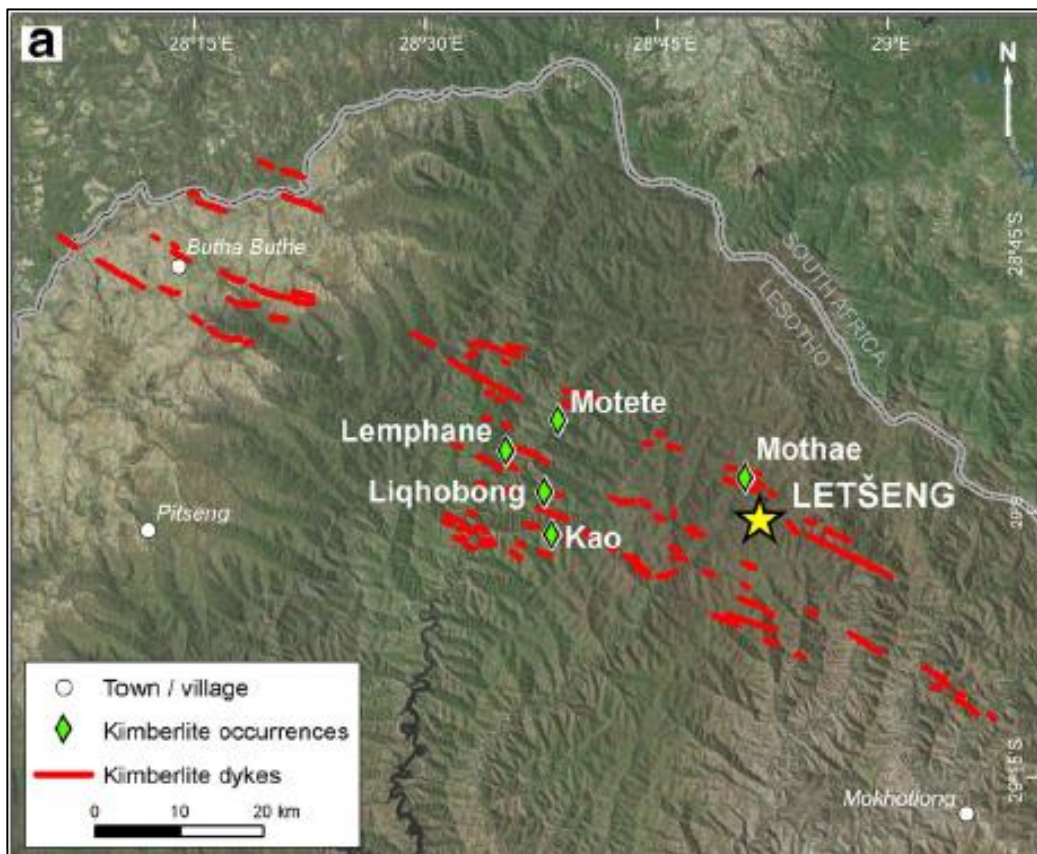 a
28°15'E 28°30'E 28°45'E 29°E
N
28°45'S
Butha Buthe
SOUTH AFRICA
LESOTHO
Motete
Lemphane
Mothae
Liqhobong
LETŠENG
Pitseng
Kao
29°S
Town / village
Kimberlite occurrences
Kimberlite dykes
0 10 20 km
29°15'S
Mokhotlong